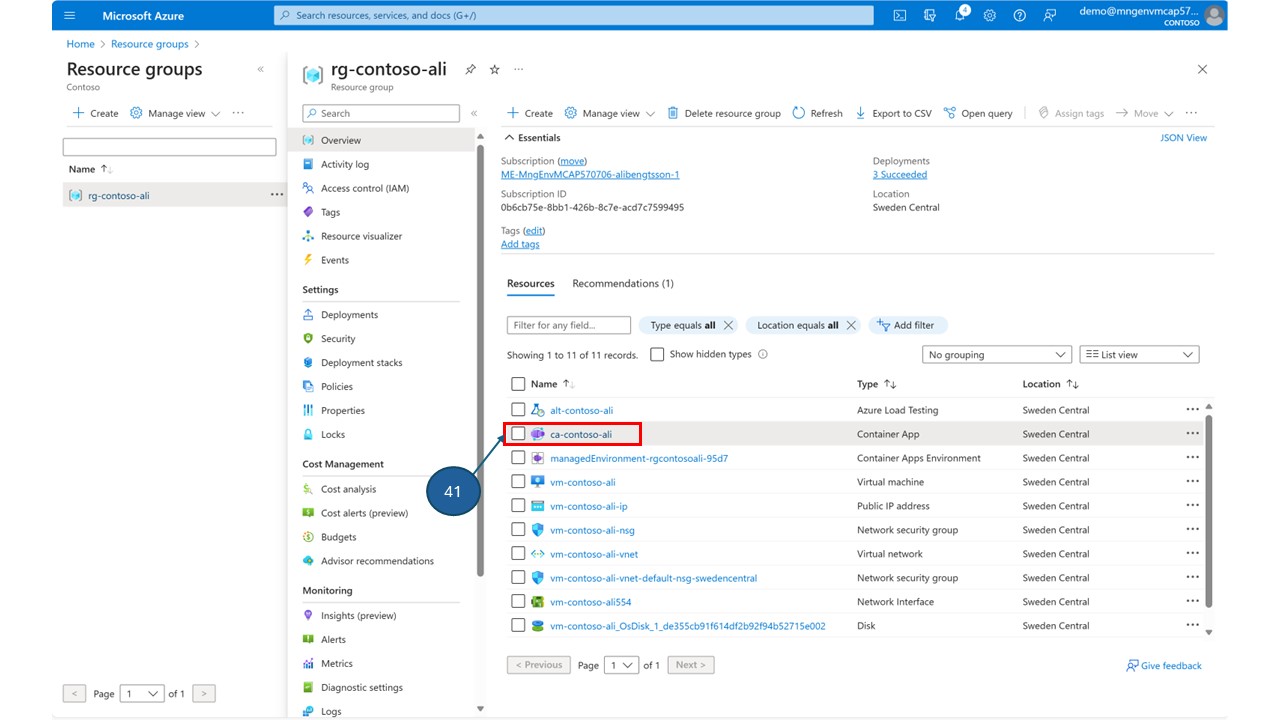 Microsoft Azure
Search resources, services, and docs (G+/)
4
demo@mngenvmcap57...
CONTOSO
Home > Resource groups >
Resource groups
Contoso
Create
Manage view
Name
rg-contoso-ali
Page 1 of 1
rg-contoso-ali
Resource group
Search
Overview
Activity log
Access control (IAM)
Tags
Resource visualizer
Events
Settings
Deployments
Security
Deployment stacks
Policies
Properties
Locks
Cost Management
Cost analysis
Cost alerts (preview)
Budgets
Advisor recommendations
Monitoring
Insights (preview)
Alerts
Metrics
Diagnostic settings
Logs
Create
Manage view
Delete resource group
Refresh
Export to CSV
Open query
Assign tags
Move
Essentials
JSON View
Subscription (move)
ME-MngEnvMCAP570706-alibengtsson-1
Subscription ID
0b6cb75e-8bb1-426b-8c7e-acd7c7599495
Deployments
3 Succeeded
Location
Sweden Central
Tags (edit)
Add tags
Resources
Recommendations (1)
Filter for any field...
Type equals all
Location equals all
Add filter
Showing 1 to 11 of 11 records.
Show hidden types
No grouping
List view
Name Type Location
alt-contoso-ali Azure Load Testing Sweden Central
ca-contoso-ali Container App Sweden Central
managedEnvironment-rgcontosoali-95d7 Container Apps Environment Sweden Central
vm-contoso-ali Virtual machine Sweden Central
vm-contoso-ali-ip Public IP address Sweden Central
vm-contoso-ali-nsg Network security group Sweden Central
vm-contoso-ali-vnet Virtual network Sweden Central
vm-contoso-ali-vnet-default-nsg-swedencentral Network security group Sweden Central
vm-contoso-ali554 Network Interface Sweden Central
vm-contoso-ali_OsDisk_1_de355cb91f614df2b92f94b52715e002 Disk Sweden Central
41
< Previous Page 1 of 1 Next >
Give feedback